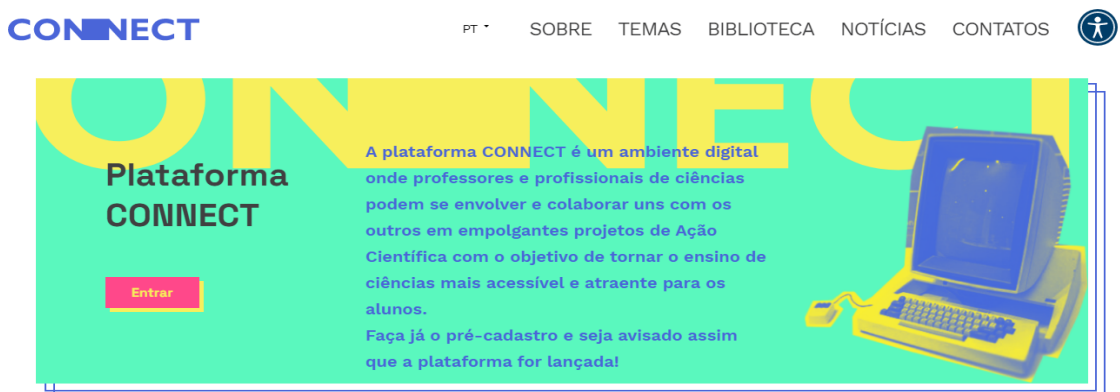 CONNECT
PT
SOBRE
TEMAS
BIBLIOTECA
NOTÍCIAS
CONTATOS
ONNECT
Plataforma
CONNECT
Entrar
A plataforma CONNECT é um ambiente digital
onde professores e profissionais de ciências
podem se envolver e colaborar uns com os
outros em empolgantes projetos de Ação
Científica com o objetivo de tornar o ensino de
ciências mais acessível e atraente para os
alunos.
Faça já o pré-cadastro e seja avisado assim
que a plataforma for lançada!